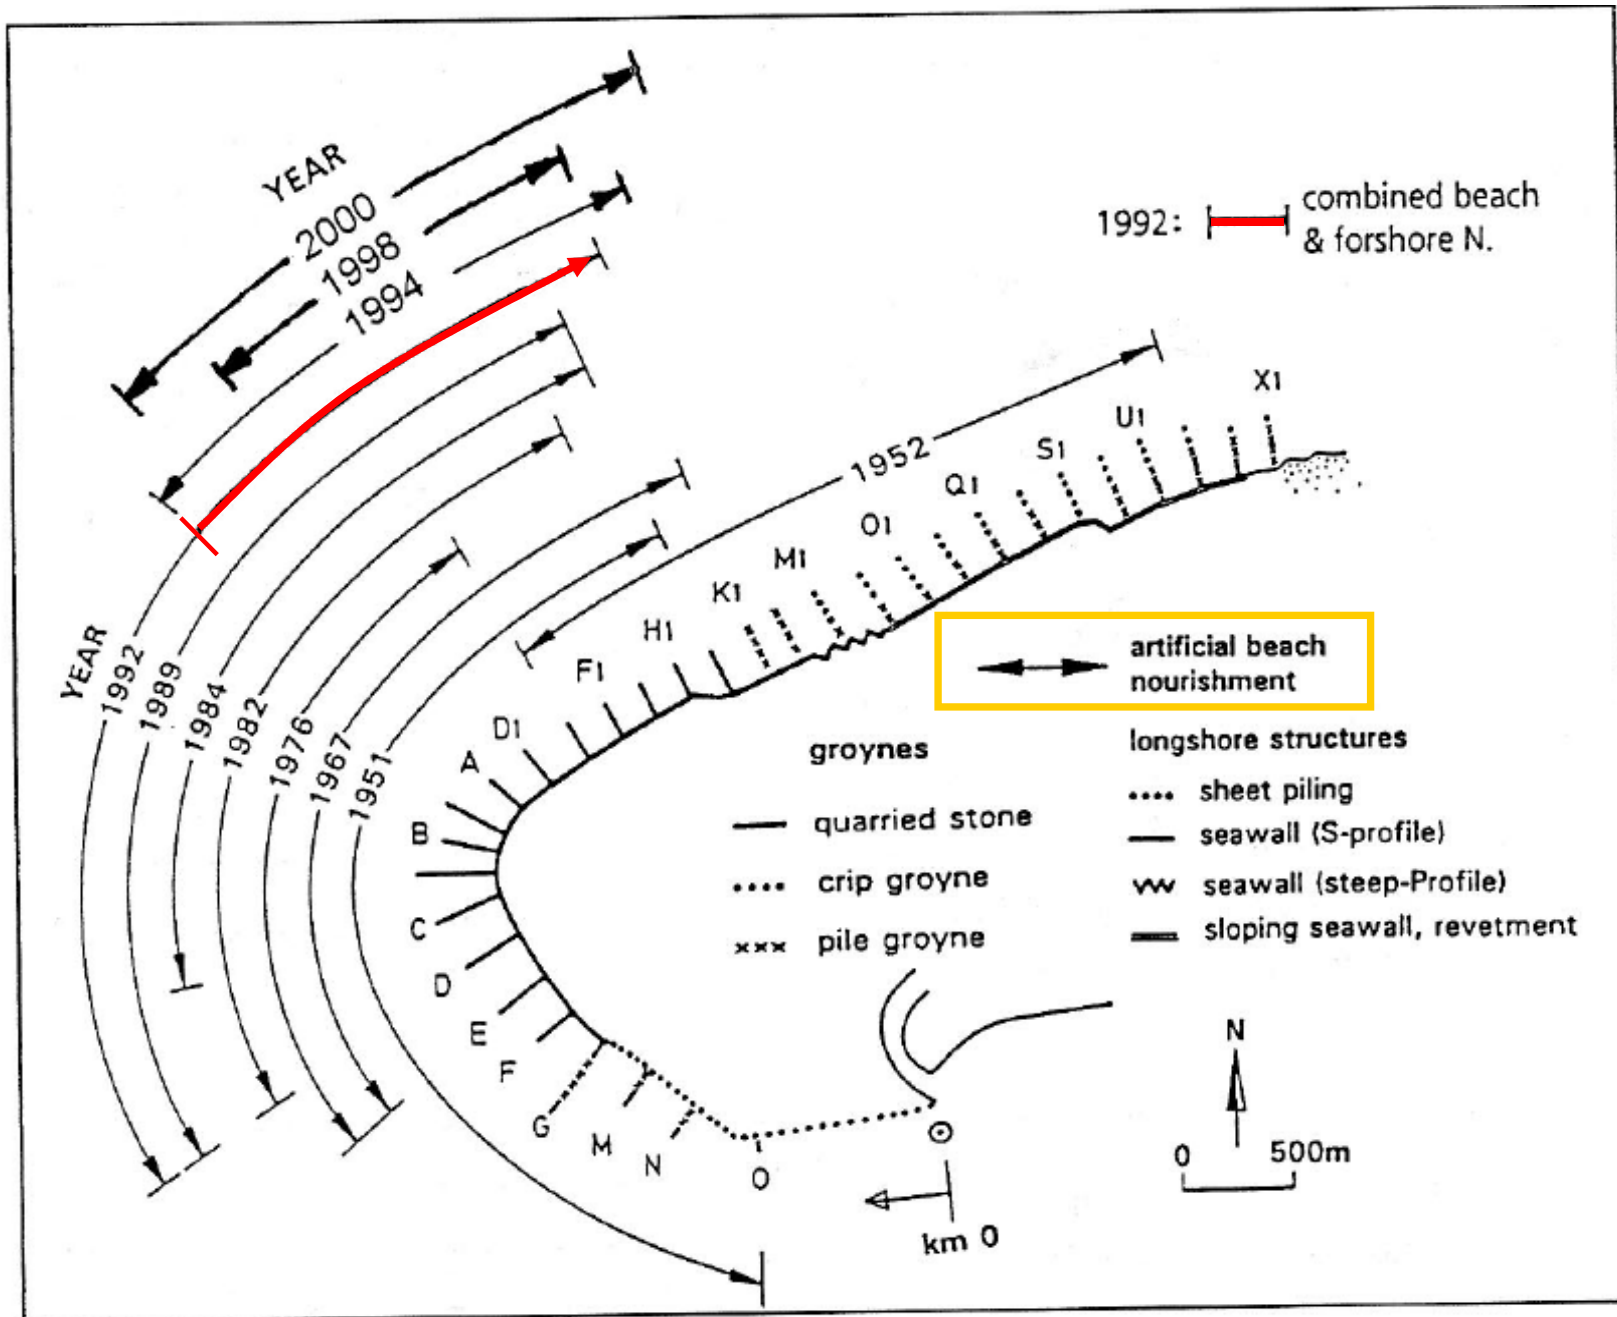 YEAR
2000
1998
1994
1992:
combined beach
& forshore N.
1952
X1
U1
S1
Q1
O1
M1
K1
H1
F1
D1
A
B
C
D
E
F
G
M
N
O
YEAR
1992
1989
1984
1982
1976
1967
1951
artificial beach
nourishment
groynes
quarried stone
crip groyne
pile groyne
longshore structures
sheet piling
seawall (S-profile)
seawall (steep-Profile)
sloping seawall, revetment
N
0 500m
km 0